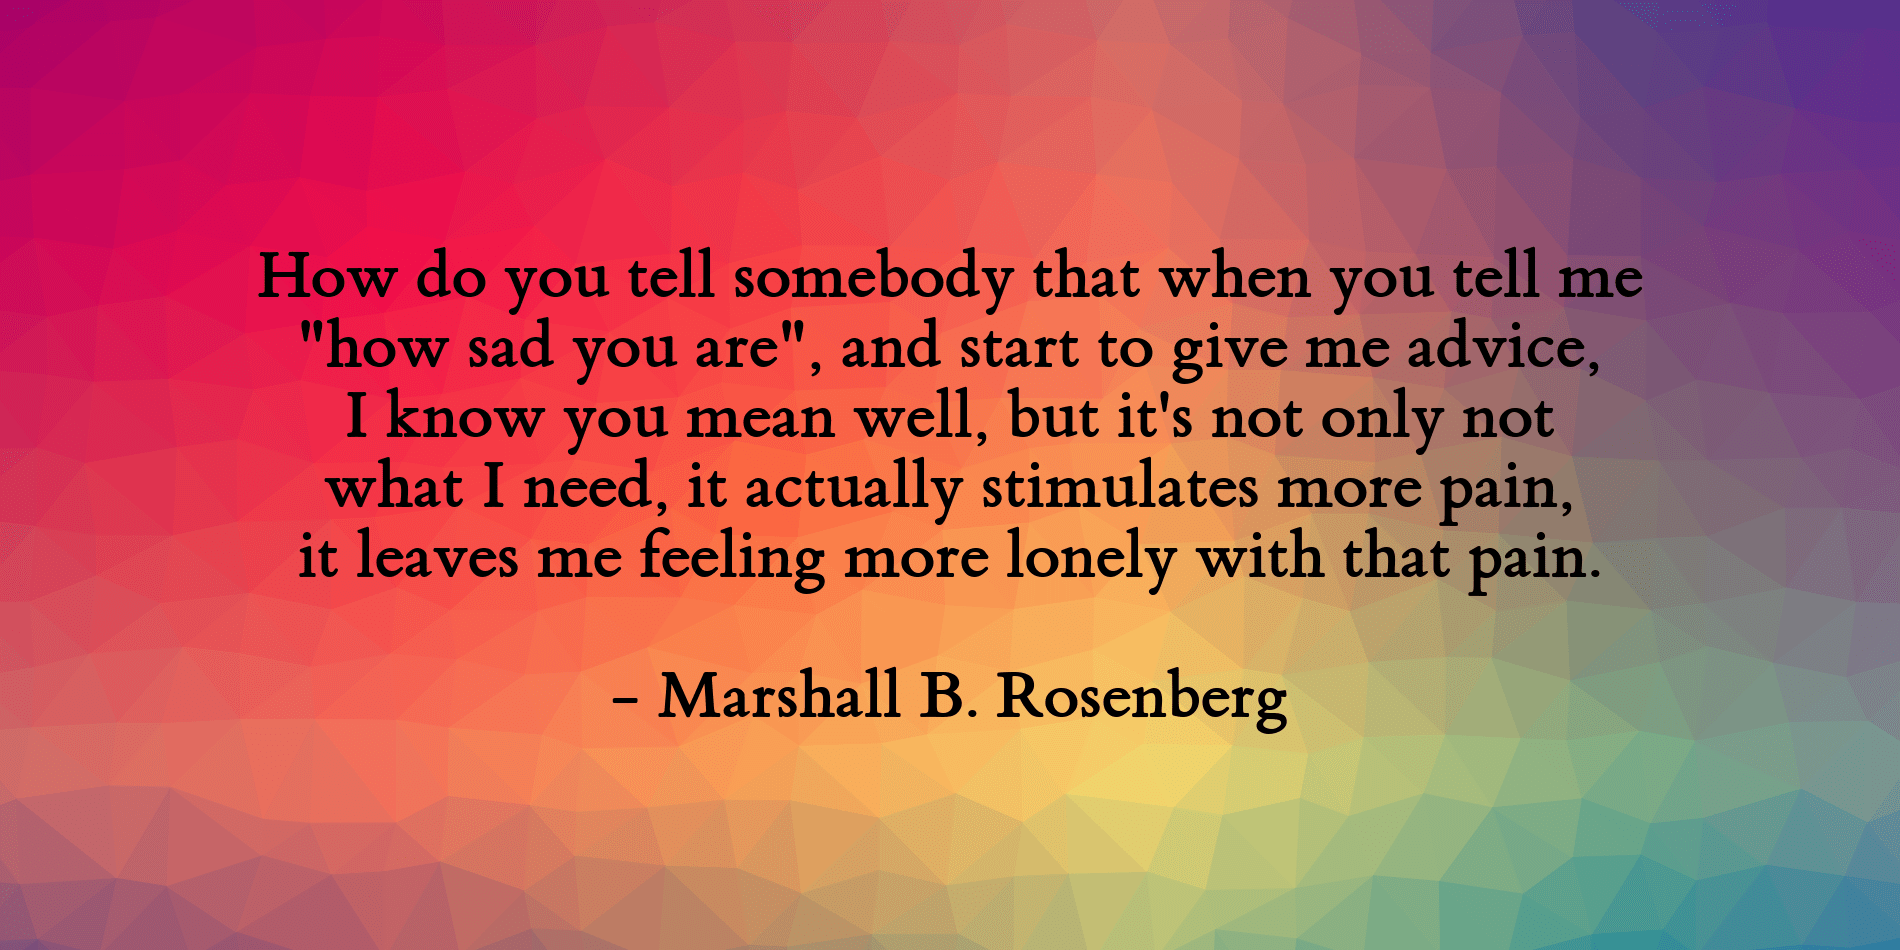 How do you tell somebody that when you tell me
"how sad you are", and start to give me advice,
I know you mean well, but it's not only not
what I need, it actually stimulates more pain,
it leaves me feeling more lonely with that pain.
– Marshall B. Rosenberg